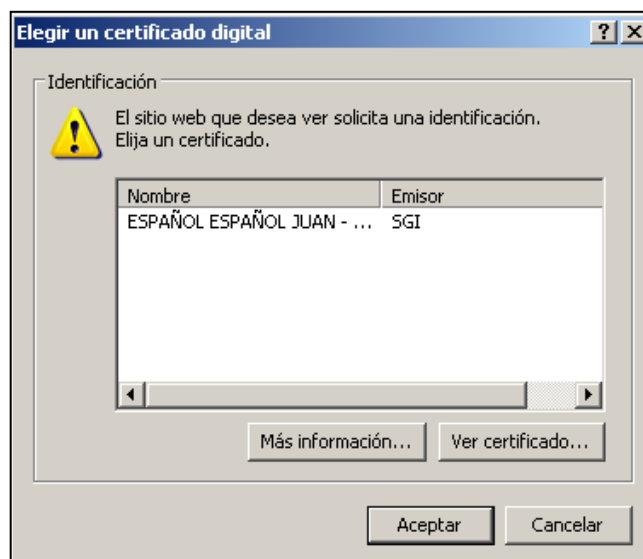 Elegir un certificado digital
Identificación
El sitio web que desea ver solicita una identificación.
Elija un certificado.
Nombre Emisor
ESPAÑOL ESPAÑOL JUAN - ... SGI
Más información... Ver certificado...
Aceptar Cancelar